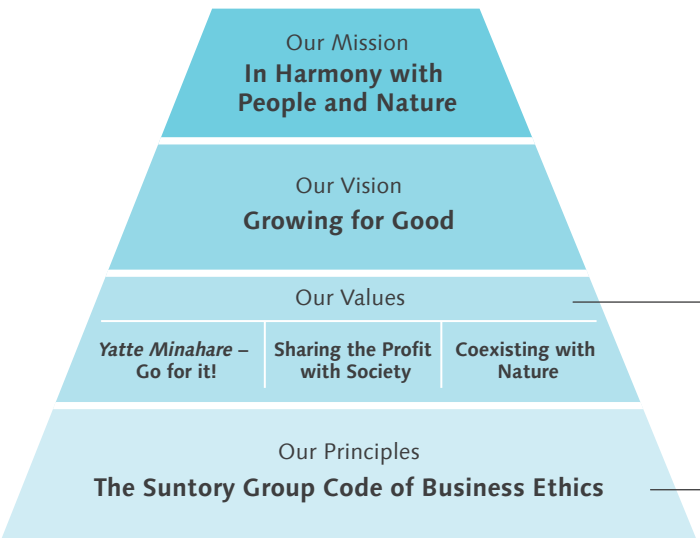 Our Mission
In Harmony with
People and Nature
Our Vision
Growing for Good
Our Values
Yatte Minahare –
Go for it!
Sharing the Profit
with Society
Coexisting with
Nature
Our Principles
The Suntory Group Code of Business Ethics